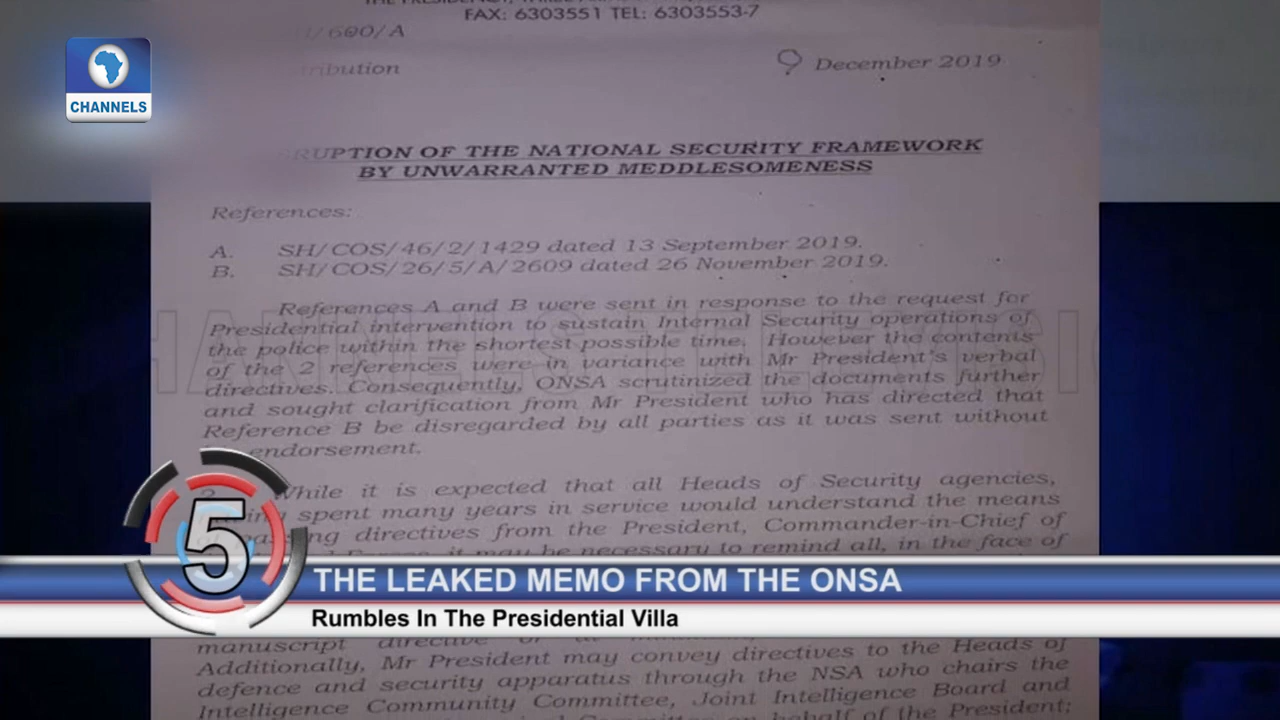 FAX: 6303551 TEL: 6303553-7
/600/A
tribution
9 December 2019
CHANNELS
RUPTION OF THE NATIONAL SECURITY FRAMEWORK
BY UNWARRANTED MEDDLESOMENESS
References:
A. SH/COS/46/2/1429 dated 13 September 2019.
B. SH/COS/26/5/A/2609 dated 26 November 2019.
References A and B were sent in response to the request for
Presidential intervention to sustain Internal Security operations of
the police within the shortest possible time. However the contents
of the 2 references were in variance with Mr President's verbal
directives. Consequently, ONSA scrutinized the documents further
and sought clarification from Mr President who has directed that
Reference B be disregarded by all parties as it was sent without
endorsement.
While it is expected that all Heads of Security agencies,
spent many years in service would understand the means
directives from the President, Commander-in-Chief of
it may be necessary to remind all, in the face of
5
THE LEAKED MEMO FROM THE ONSA
Rumbles In The Presidential Villa
manuscript directive
Additionally, Mr President may convey directives to the Heads of
defence and security apparatus through the NSA who chairs the
Intelligence Community Committee, Joint Intelligence Board and
Committee on behalf of the President;